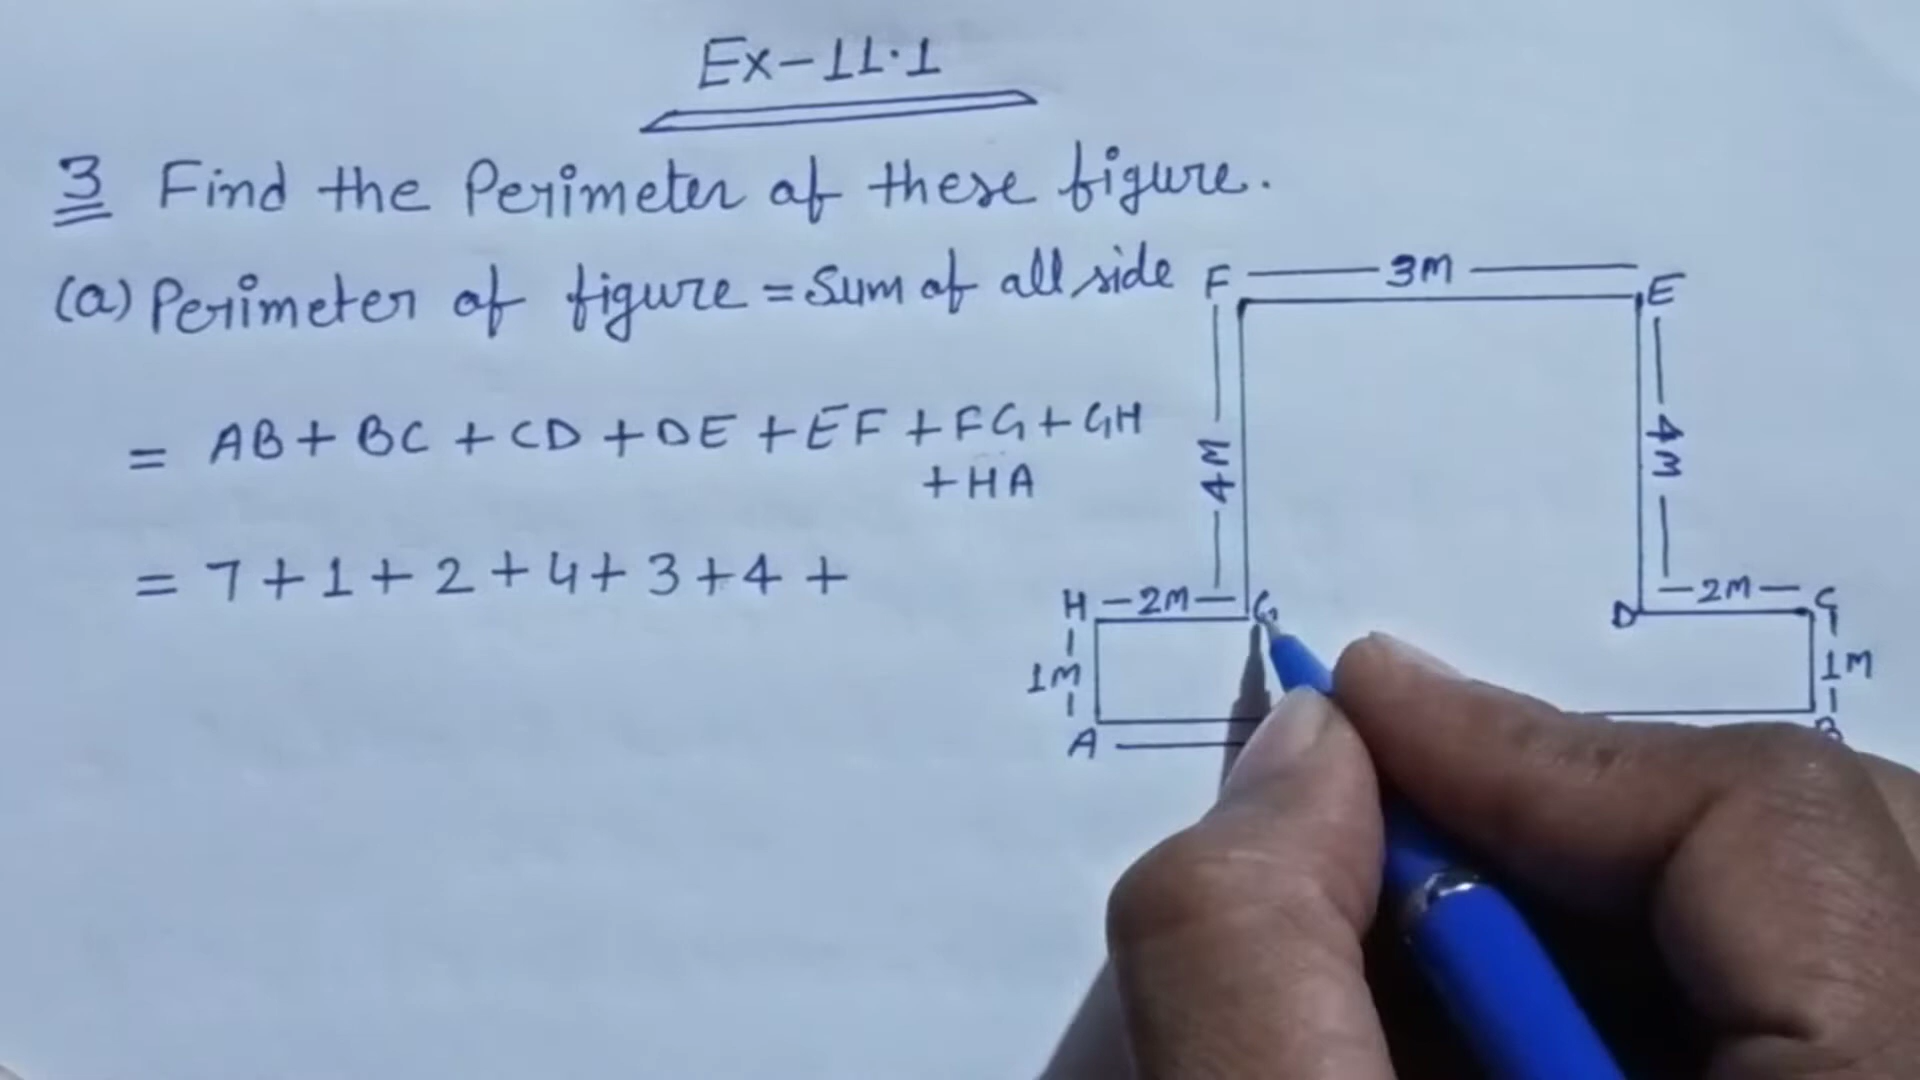 Ex-11.1
3 Find the Perimeter of these figure.
(a) Perimeter of figure = Sum of all side
= AB + BC + CD + DE + EF + FG + GH
+ HA
= 7 + 1 + 2 + 4 + 3 + 4 +
F 3M E
4M
4M
H 2M G
D 2M C
1M
1M
A
B